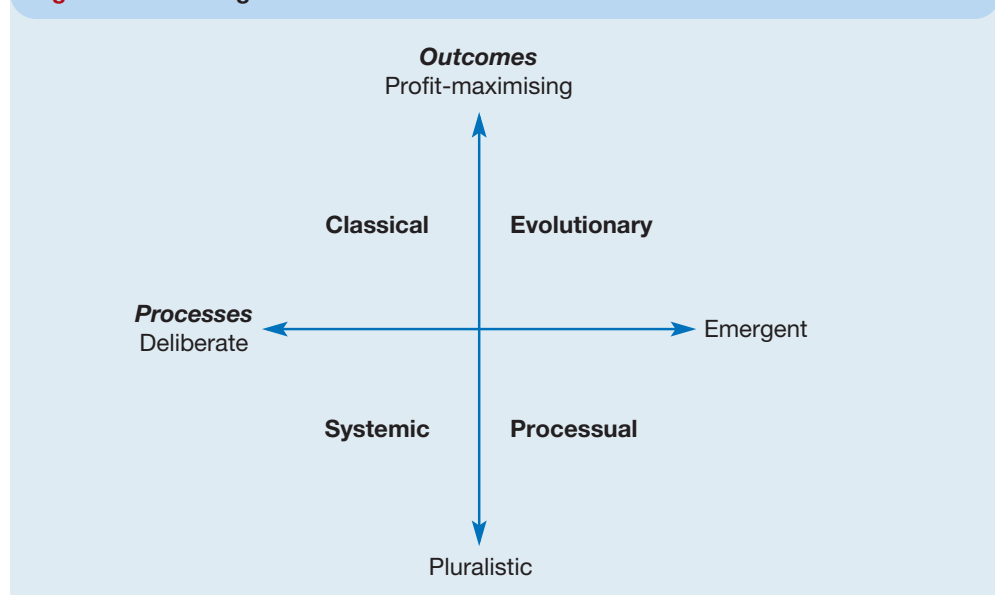 Outcomes
Profit-maximising
Classical
Evolutionary
Processes
Deliberate
Emergent
Systemic
Processual
Pluralistic